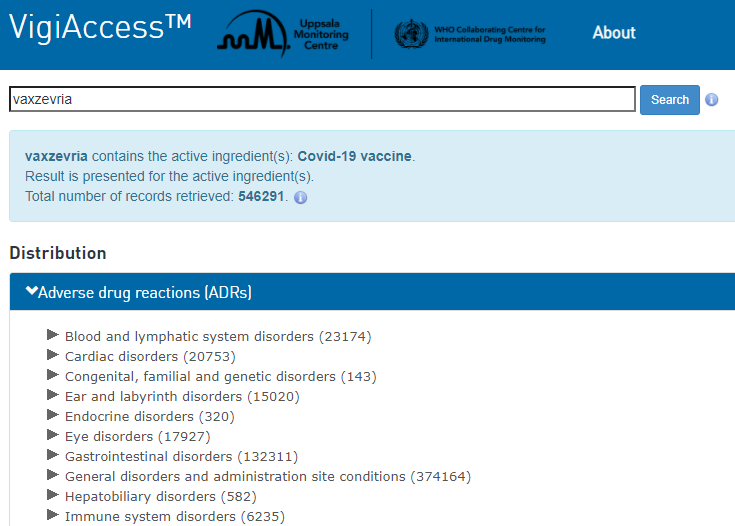 VigiAccess™
Uppsala
Monitoring
Centre
WHO Collaborating Centre for
International Drug Monitoring
About
vaxzevria
Search
vaxzevria contains the active ingredient(s): Covid-19 vaccine.
Result is presented for the active ingredient(s).
Total number of records retrieved: 546291.
Distribution
Adverse drug reactions (ADRs)
Blood and lymphatic system disorders (23174)
Cardiac disorders (20753)
Congenital, familial and genetic disorders (143)
Ear and labyrinth disorders (15020)
Endocrine disorders (320)
Eye disorders (17927)
Gastrointestinal disorders (132311)
General disorders and administration site conditions (374164)
Hepatobiliary disorders (582)
Immune system disorders (6235)